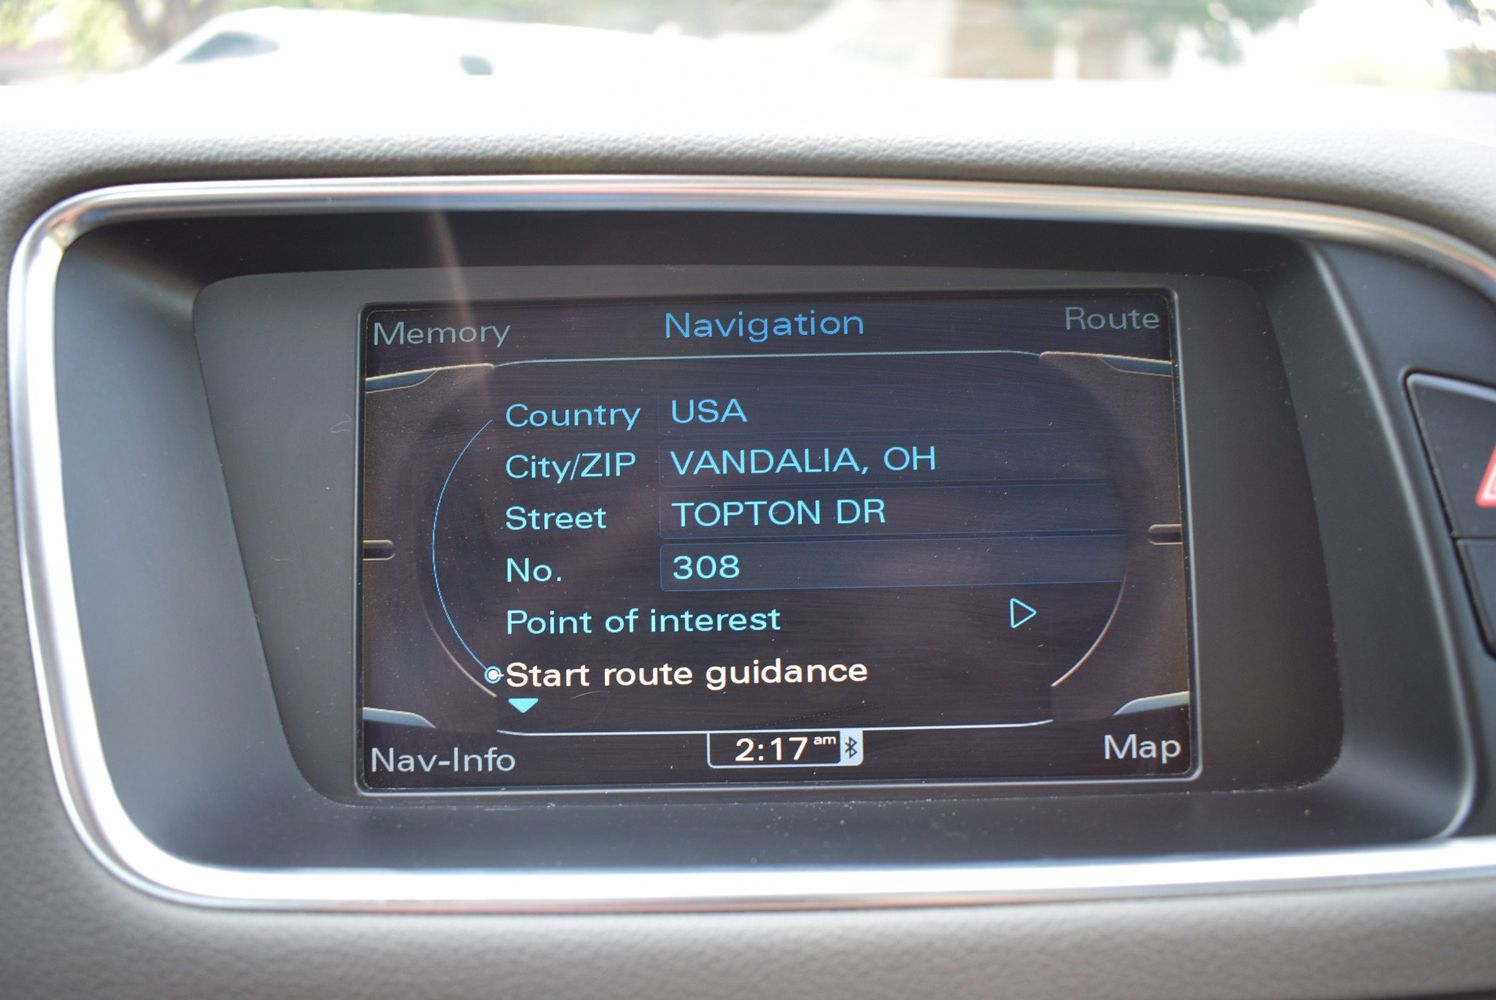 Memory Navigation Route
Country USA
City/ZIP VANDALIA, OH
Street TOPTON DR
No. 308
Point of interest
Start route guidance
Nav-Info 2:17 am Map